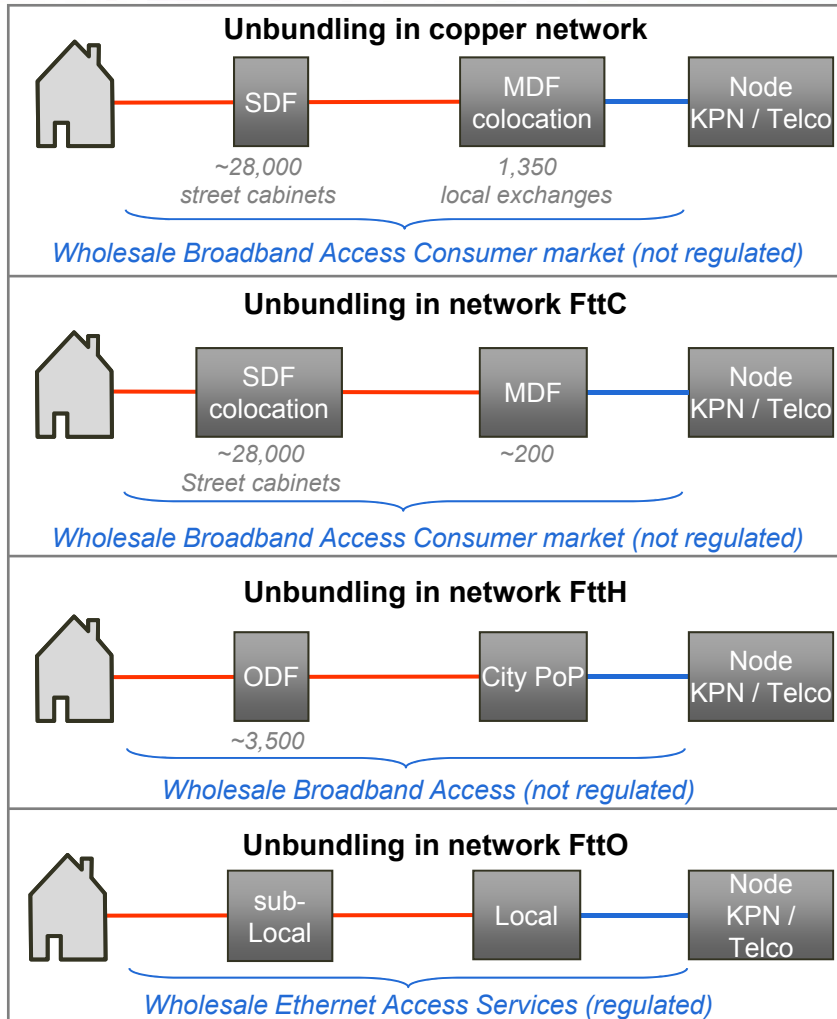 Unbundling in copper network
SDF
MDF
colocation
Node
KPN / Telco
~28,000
street cabinets
1,350
local exchanges
Wholesale Broadband Access Consumer market (not regulated)
Unbundling in network FttC
SDF
colocation
MDF
Node
KPN / Telco
~28,000
Street cabinets
~200
Wholesale Broadband Access Consumer market (not regulated)
Unbundling in network FttH
ODF
City PoP
Node
KPN / Telco
~3,500
Wholesale Broadband Access (not regulated)
Unbundling in network FttO
sub-
Local
Local
Node
KPN /
Telco
Wholesale Ethernet Access Services (regulated)